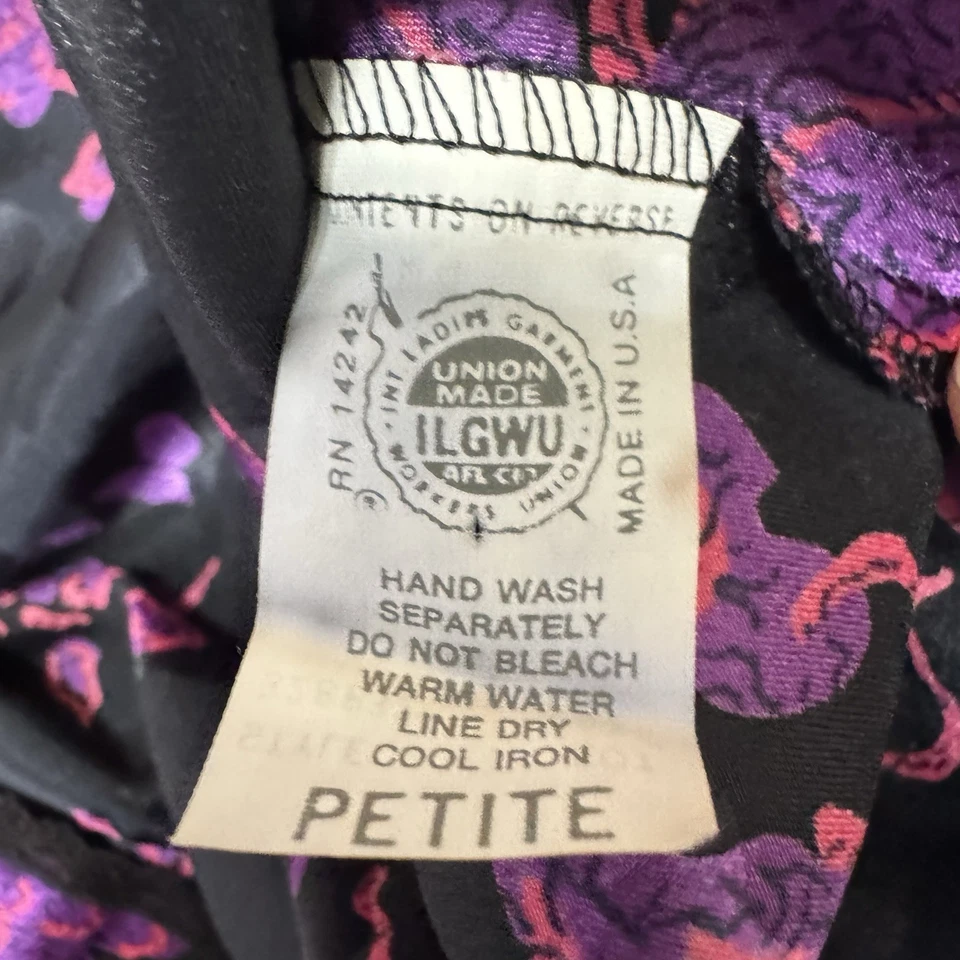 ON REVERSE
RN 14242
INT LADIES GARMENT
UNION
MADE
ILGWU
AFL CIO
WORKERS UNION
®
MADE IN U.S.A
HAND WASH
SEPARATELY
DO NOT BLEACH
WARM WATER
LINE DRY
COOL IRON
PETITE